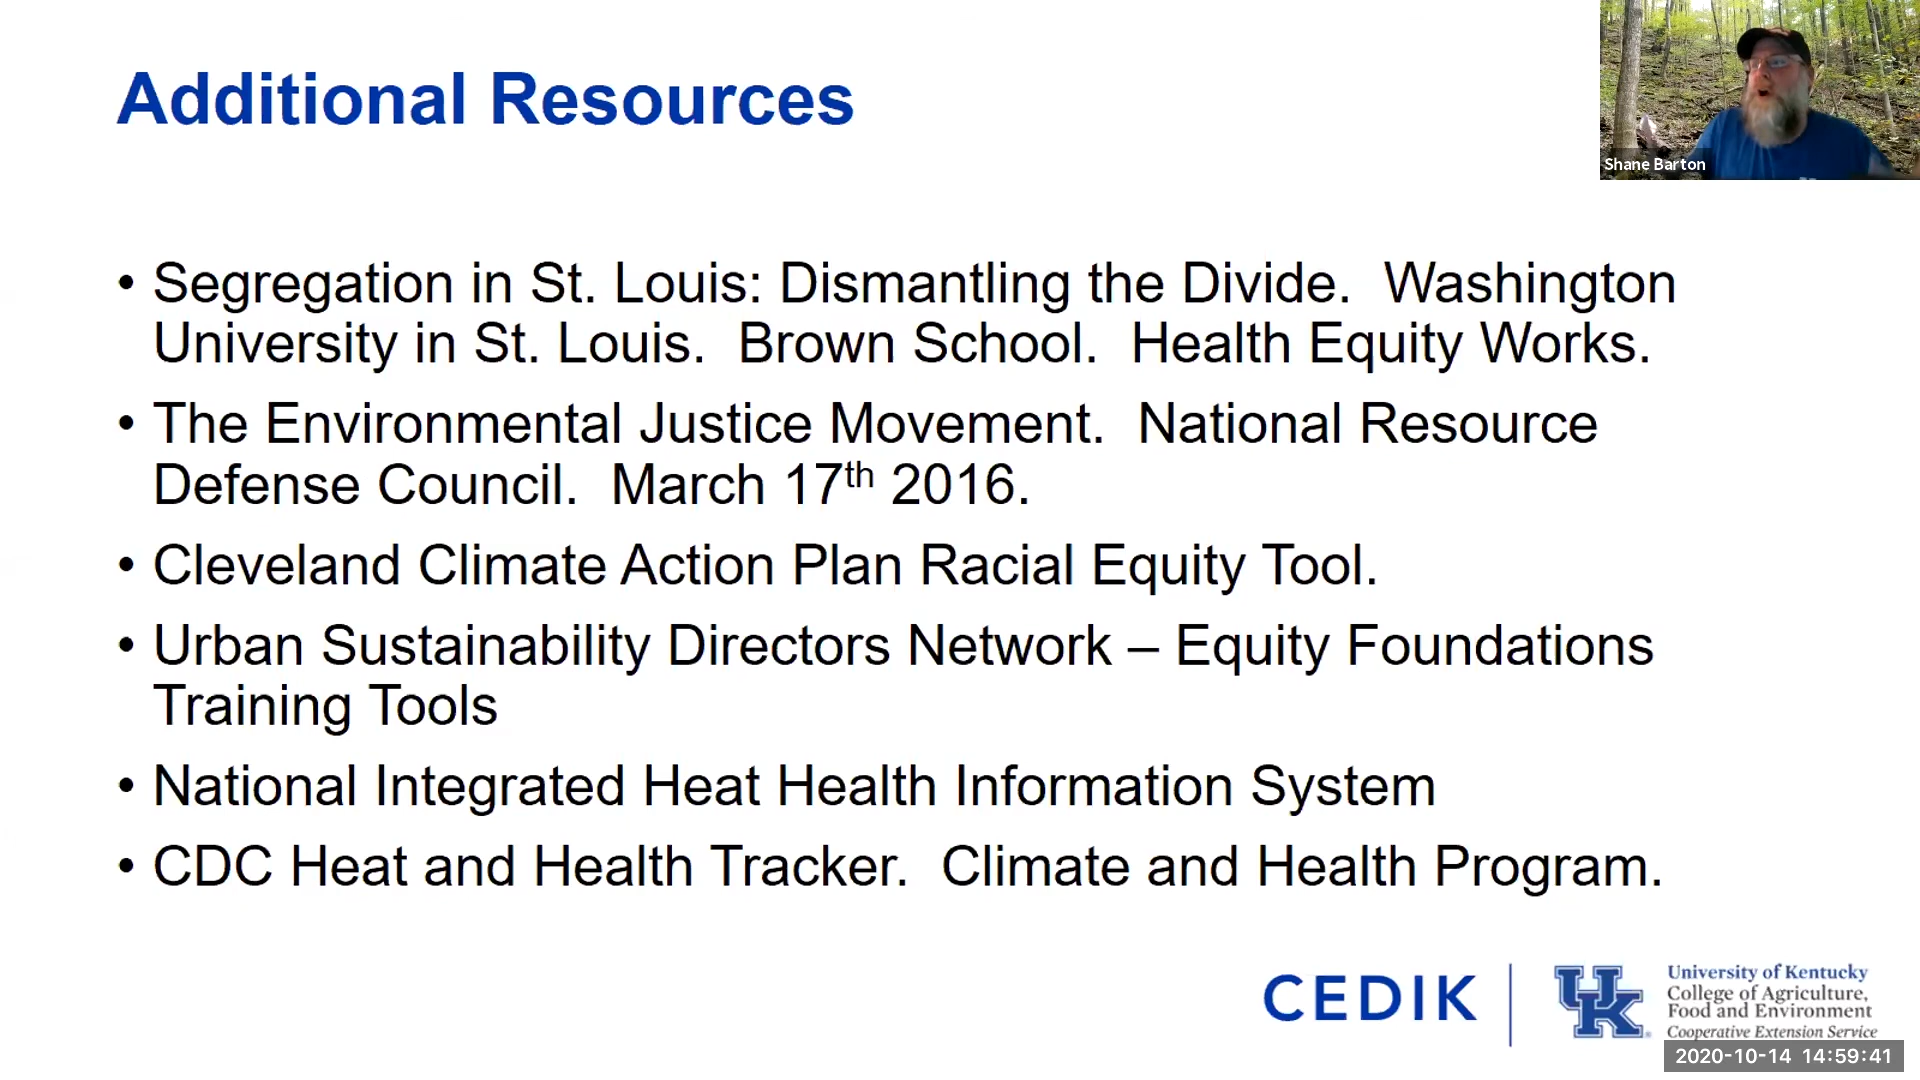 Additional Resources
Shane Barton
• Segregation in St. Louis: Dismantling the Divide.  Washington
University in St. Louis.  Brown School.  Health Equity Works.
• The Environmental Justice Movement.  National Resource
Defense Council.  March 17th 2016.
• Cleveland Climate Action Plan Racial Equity Tool.
• Urban Sustainability Directors Network – Equity Foundations
Training Tools
• National Integrated Heat Health Information System
• CDC Heat and Health Tracker.  Climate and Health Program.
CEDIK
UK
University of Kentucky
College of Agriculture,
Food and Environment
Cooperative Extension Service
2020-10-14 14:59:41